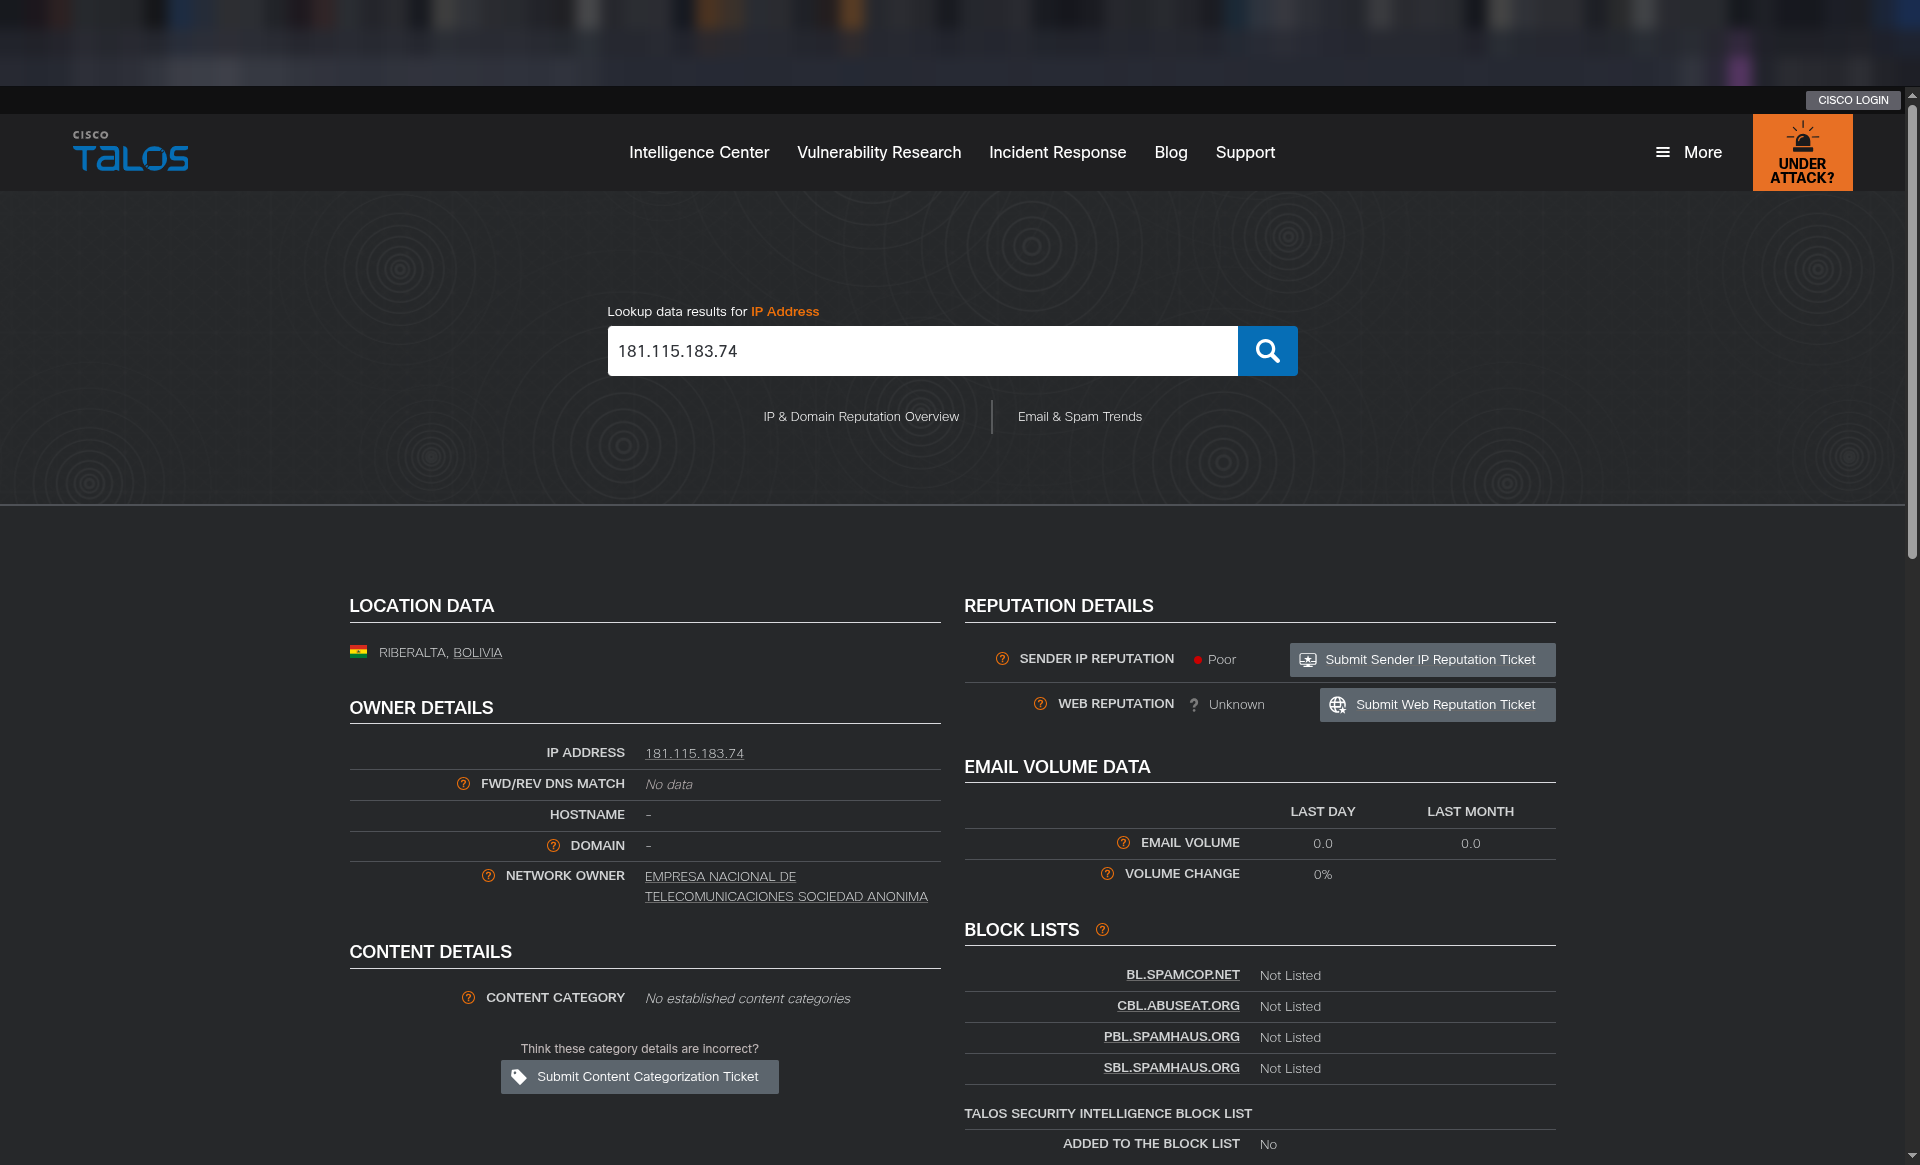 CISCO LOGIN
CISCO
TALOS
Intelligence Center
Vulnerability Research
Incident Response
Blog
Support
More
UNDER
ATTACK?
Lookup data results for IP Address
181.115.183.74
IP & Domain Reputation Overview
Email & Spam Trends
LOCATION DATA
RIBERALTA, BOLIVIA
OWNER DETAILS
IP ADDRESS 181.115.183.74
FWD/REV DNS MATCH No data
HOSTNAME -
DOMAIN -
NETWORK OWNER EMPRESA NACIONAL DE
TELECOMUNICACIONES SOCIEDAD ANONIMA
CONTENT DETAILS
CONTENT CATEGORY No established content categories
Think these category details are incorrect?
Submit Content Categorization Ticket
REPUTATION DETAILS
SENDER IP REPUTATION Poor Submit Sender IP Reputation Ticket
WEB REPUTATION ? Unknown Submit Web Reputation Ticket
EMAIL VOLUME DATA
LAST DAY LAST MONTH
EMAIL VOLUME 0.0 0.0
VOLUME CHANGE 0%
BLOCK LISTS
BL.SPAMCOP.NET Not Listed
CBL.ABUSEAT.ORG Not Listed
PBL.SPAMHAUS.ORG Not Listed
SBL.SPAMHAUS.ORG Not Listed
TALOS SECURITY INTELLIGENCE BLOCK LIST
ADDED TO THE BLOCK LIST No